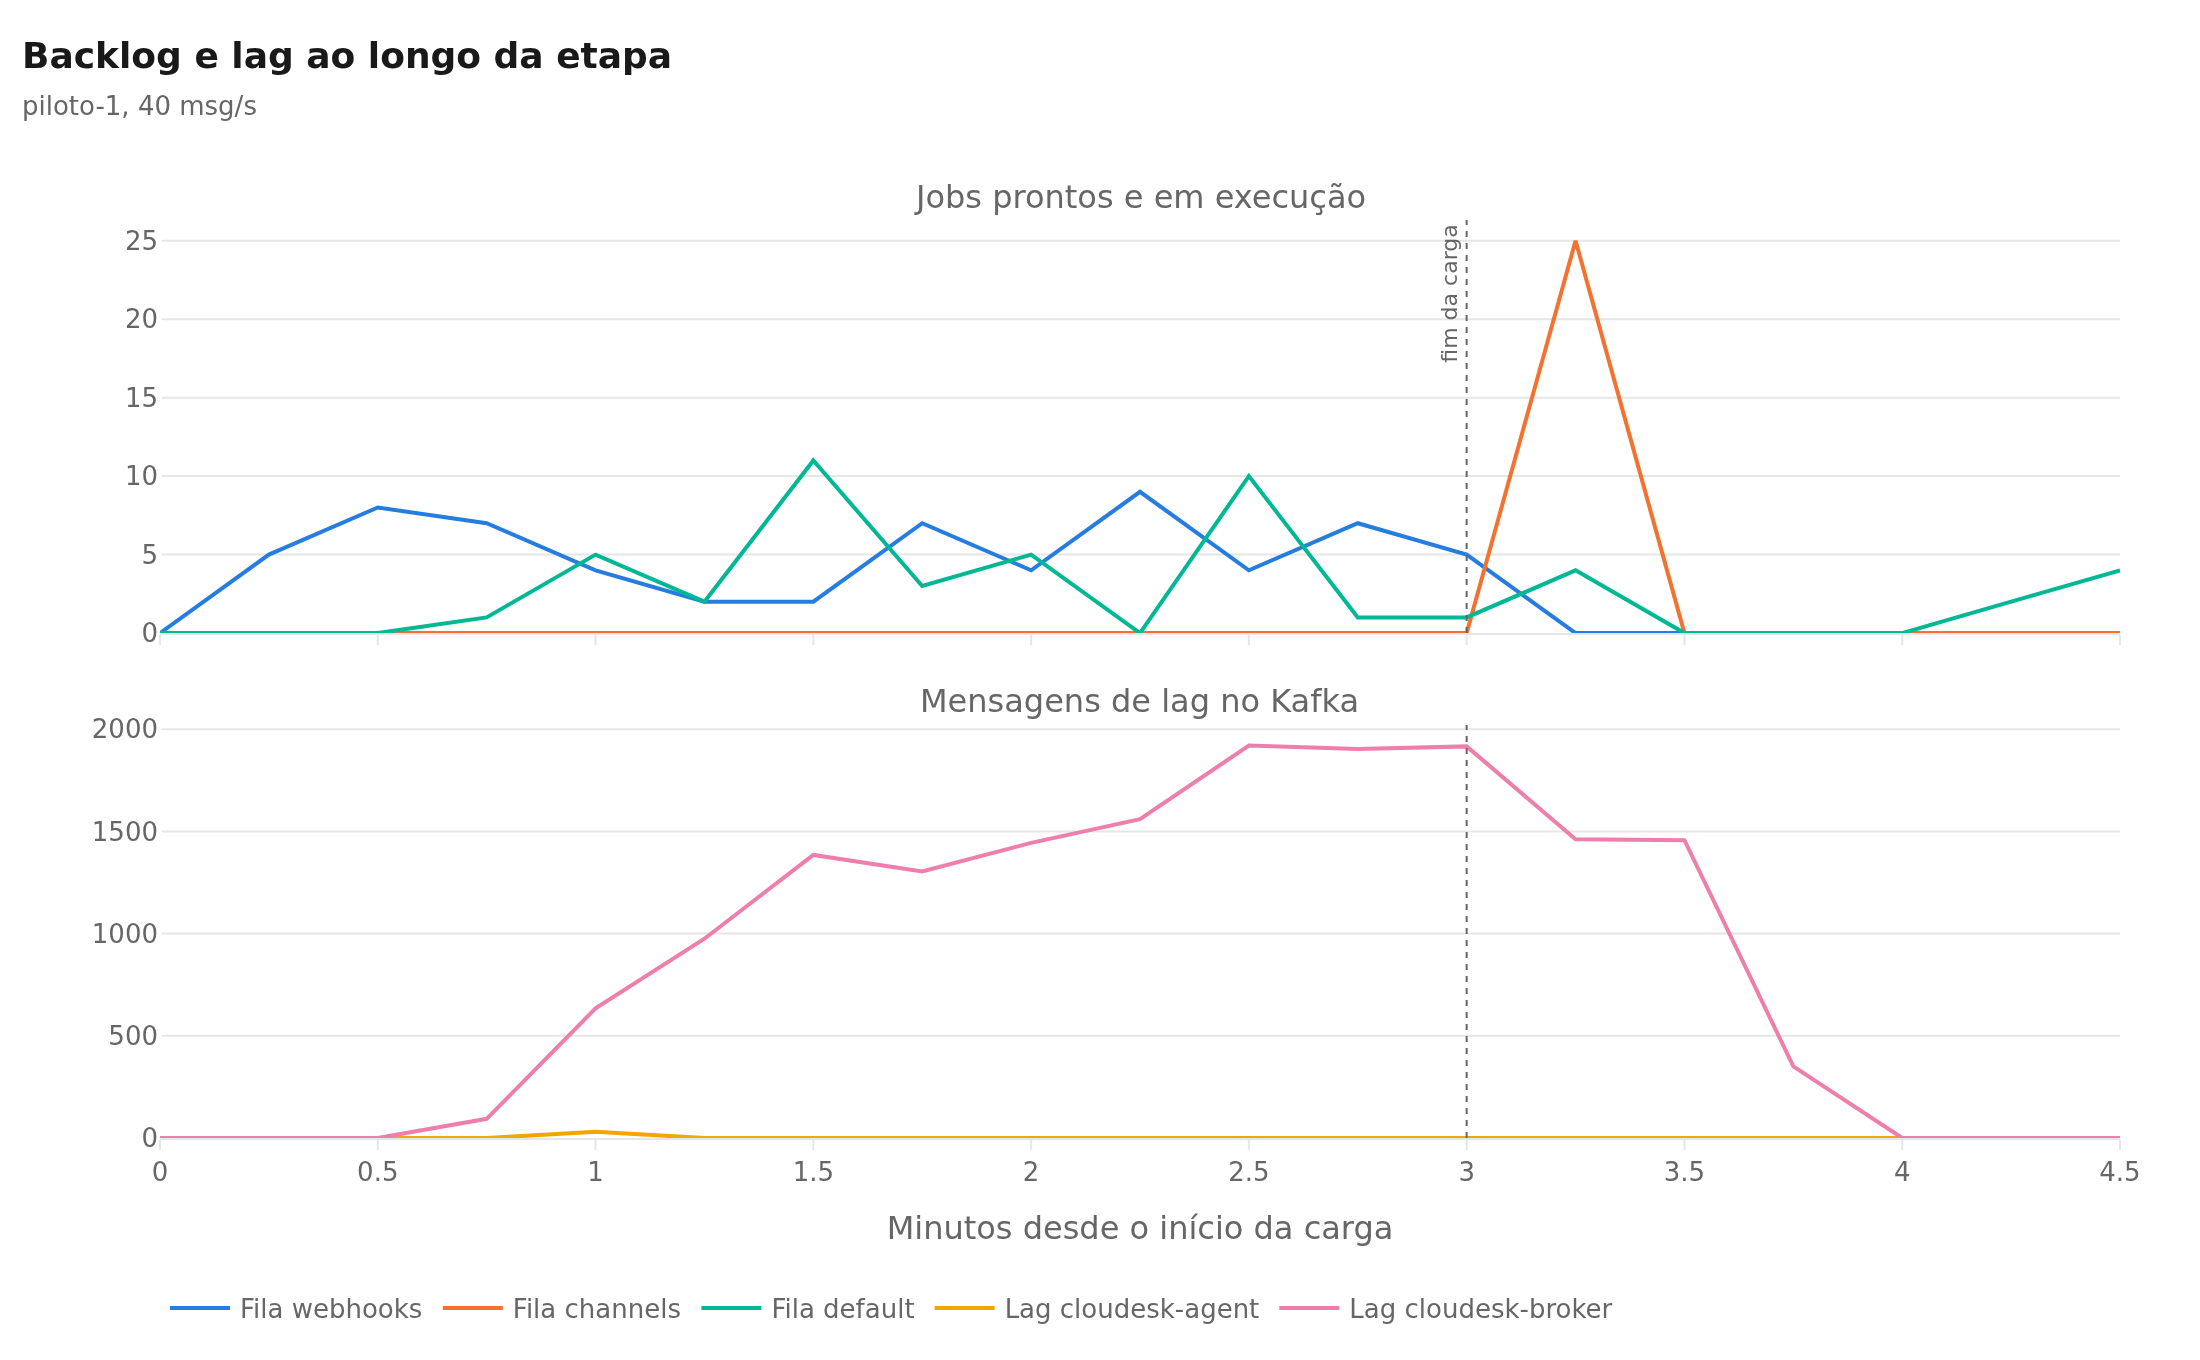 Backlog e lag ao longo da etapa
piloto-1, 40 msg/s
Jobs prontos e em execução
25
20
15
10
5
0
fim da carga
Mensagens de lag no Kafka
2000
1500
1000
500
0
0 0.5 1 1.5 2 2.5 3 3.5 4 4.5
Minutos desde o início da carga
Fila webhooks Fila channels Fila default Lag cloudesk-agent Lag cloudesk-broker